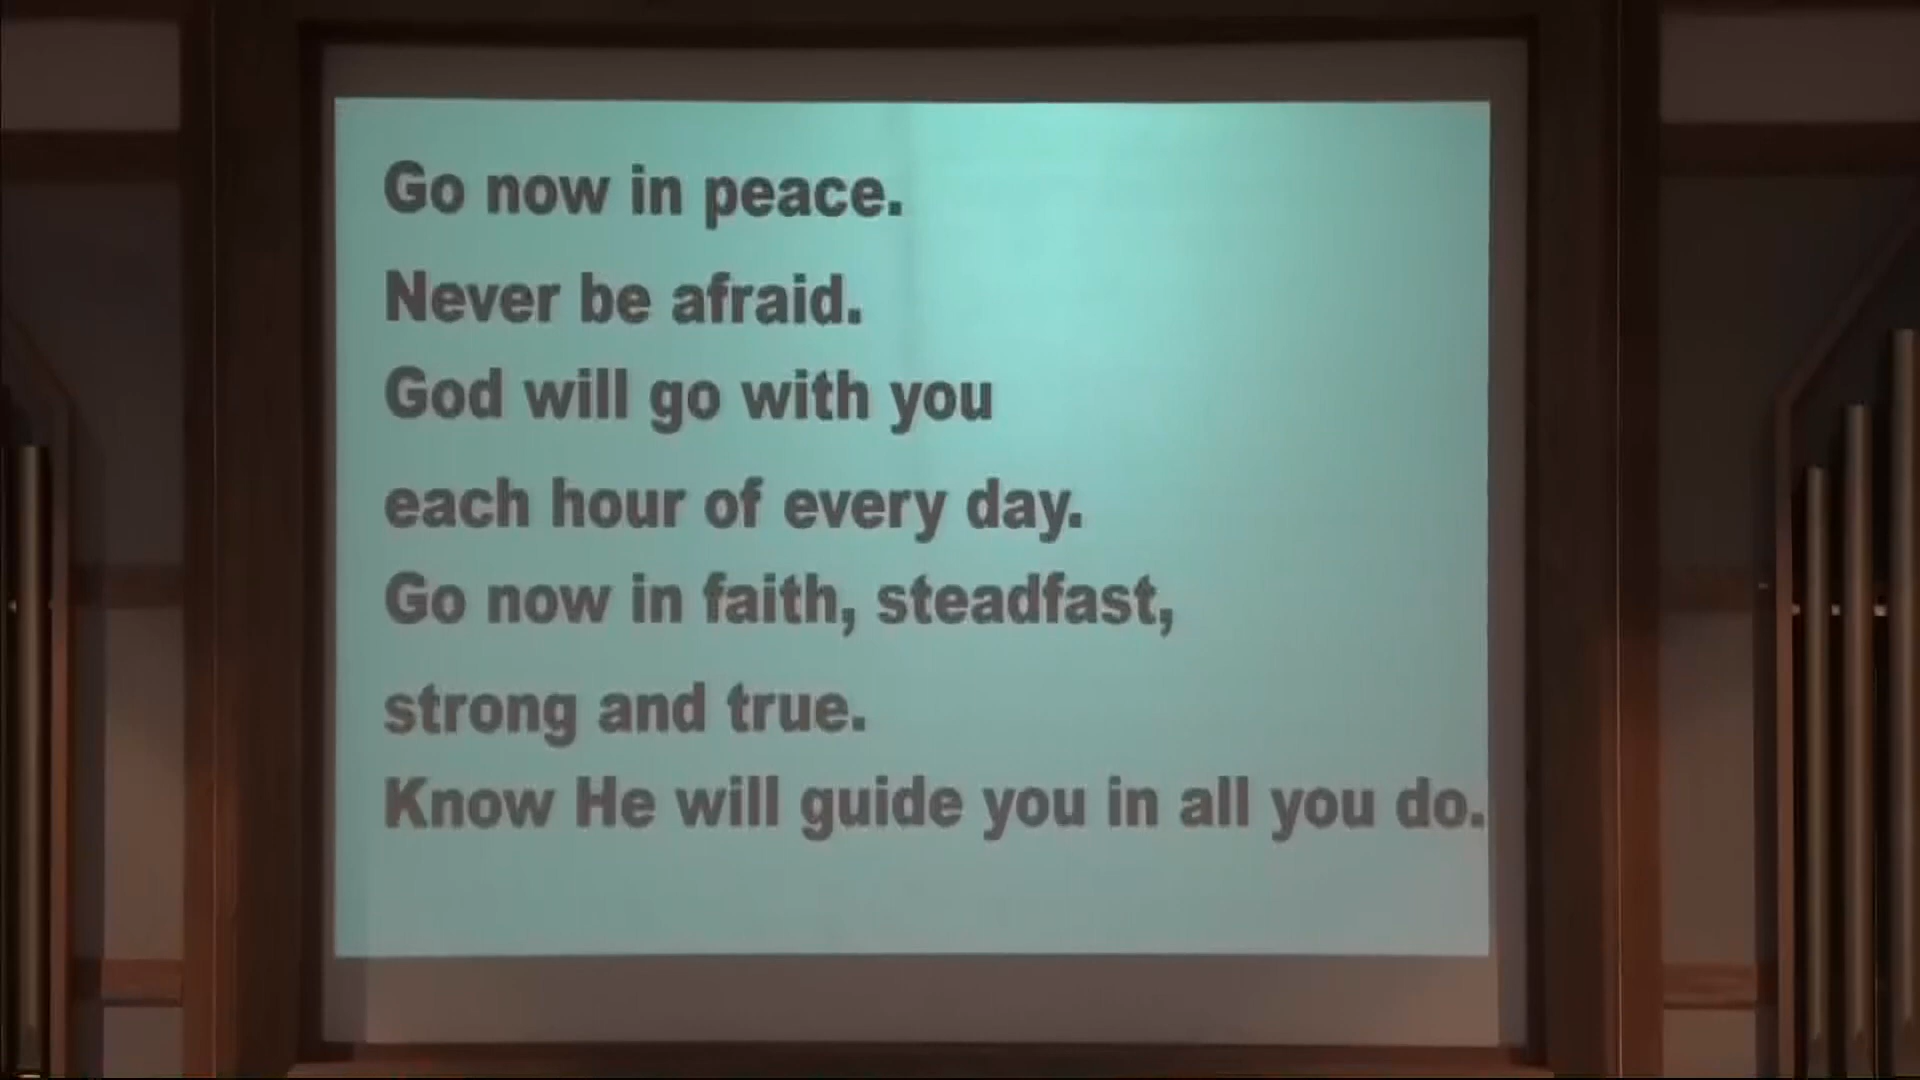 Go now in peace.
Never be afraid.
God will go with you
each hour of every day.
Go now in faith, steadfast,
strong and true.
Know He will guide you in all you do.